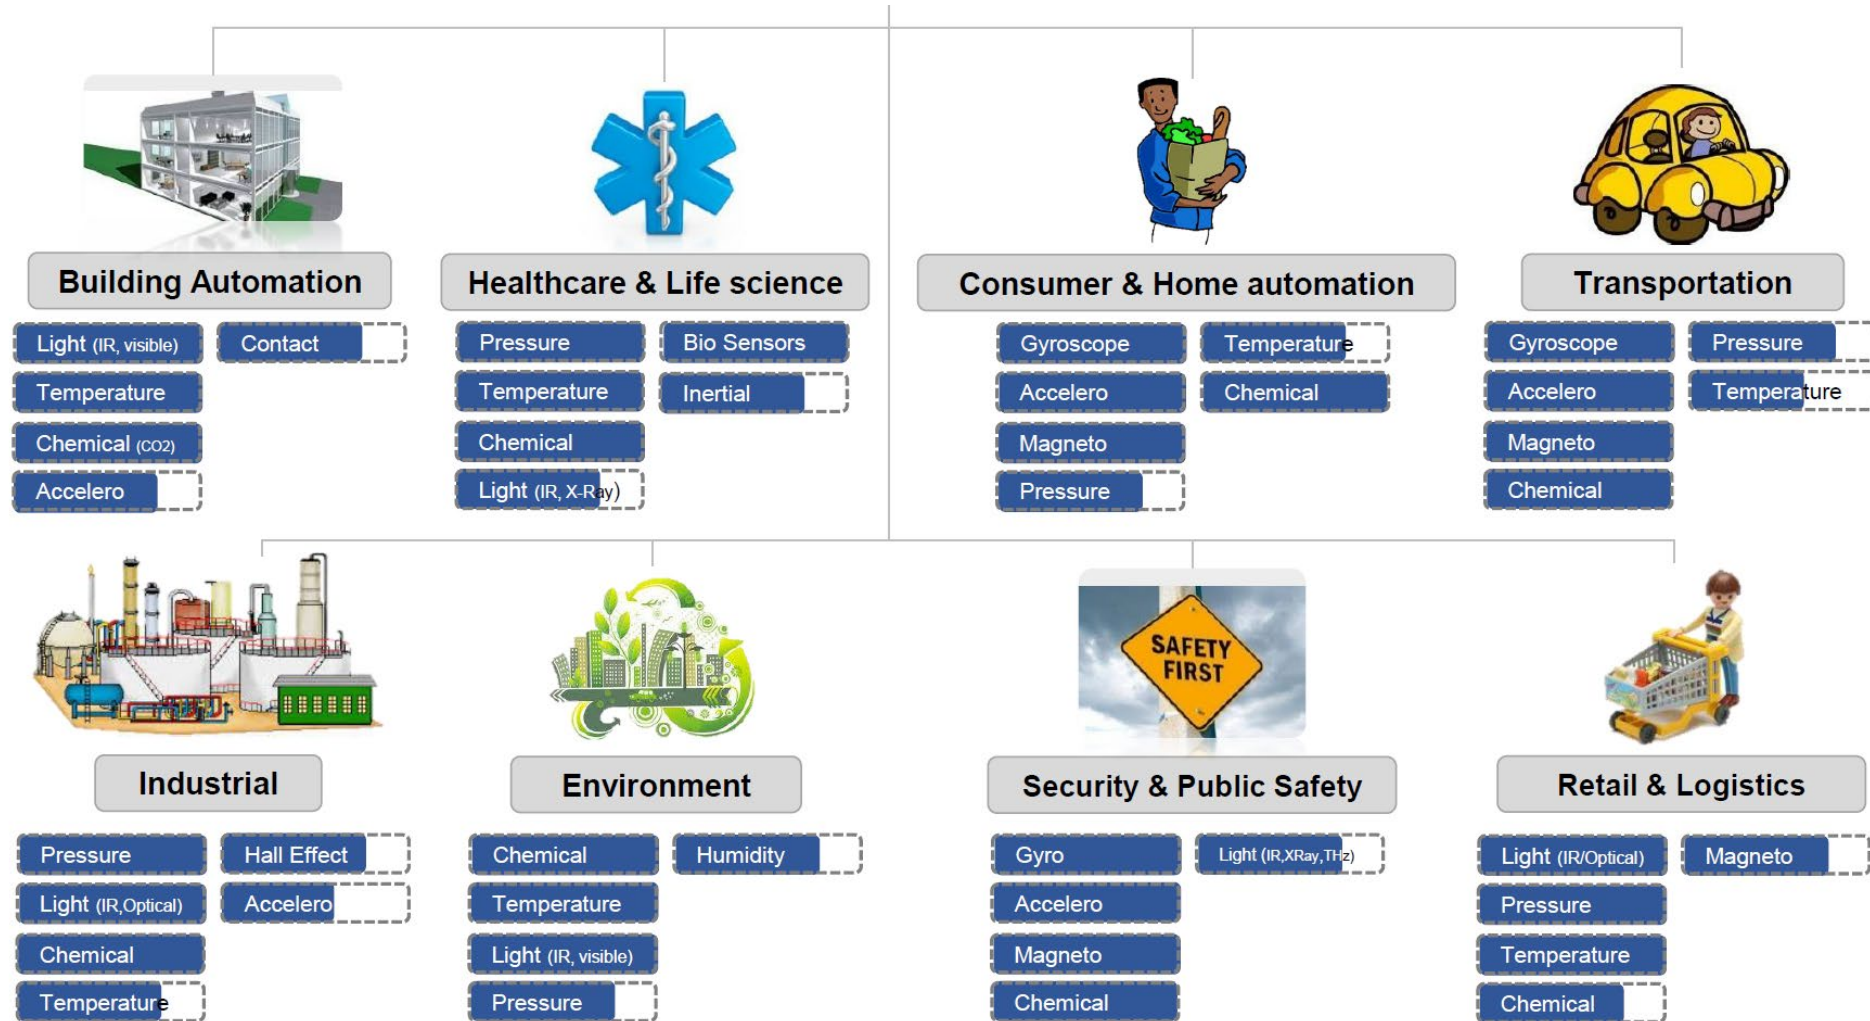 Building Automation
Light (IR, visible)
Contact
Temperature
Chemical (CO2)
Accelero
Healthcare & Life science
Pressure
Bio Sensors
Temperature
Inertial
Chemical
Light (IR, X-Ray)
Consumer & Home automation
Gyroscope
Temperature
Accelero
Chemical
Magneto
Pressure
Transportation
Gyroscope
Pressure
Accelero
Temperature
Magneto
Chemical
SAFETY
FIRST
Industrial
Pressure
Hall Effect
Light (IR,Optical)
Accelero
Chemical
Temperature
Environment
Chemical
Humidity
Temperature
Light (IR, visible)
Pressure
Security & Public Safety
Gyro
Light (IR,XRay,THz)
Accelero
Magneto
Chemical
Retail & Logistics
Light (IR/Optical)
Magneto
Pressure
Temperature
Chemical